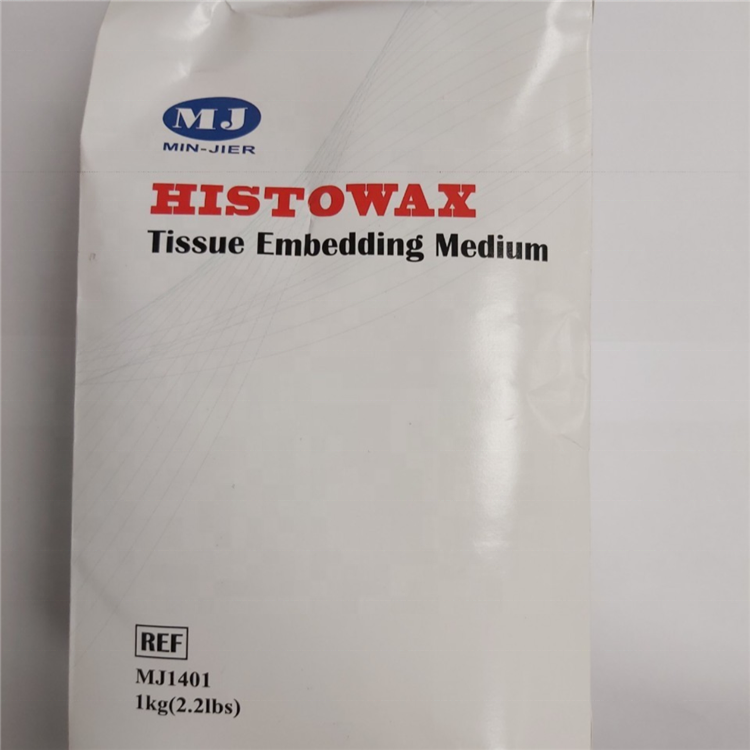 MJ
MIN-JIER
HISTOWAX
Tissue Embedding Medium
REF
MJ1401
1kg(2.2lbs)